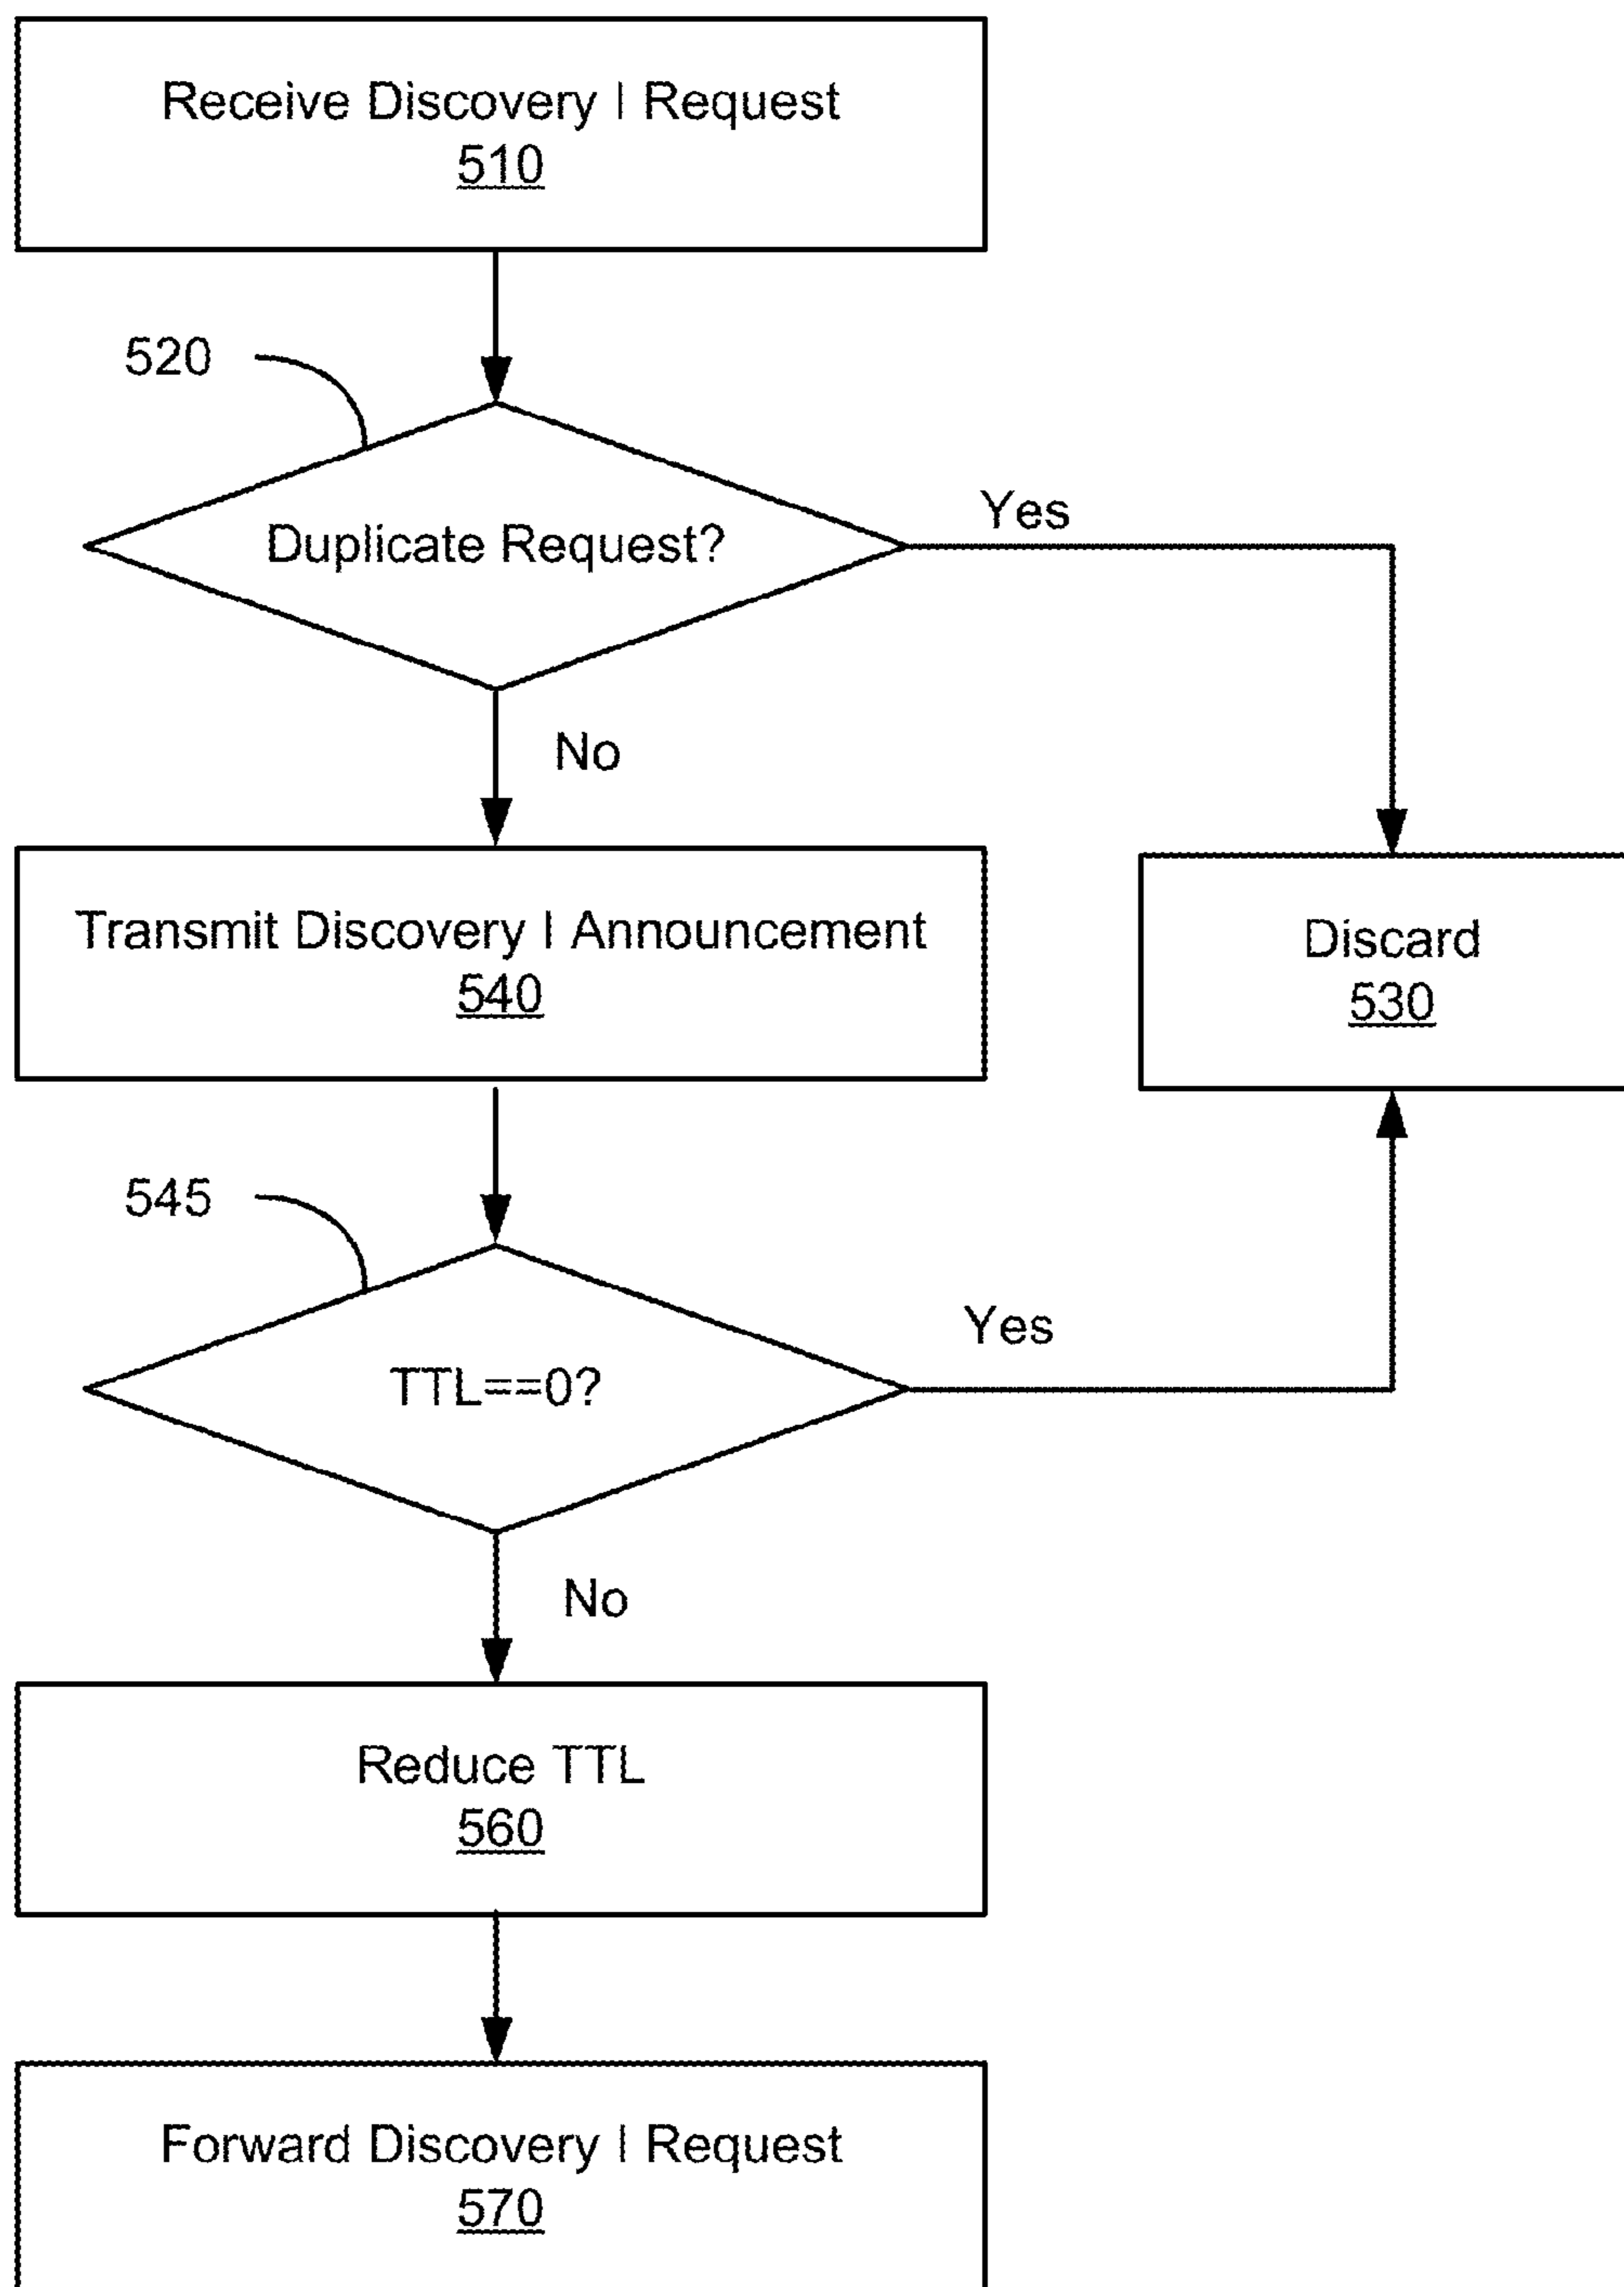 Receive Discovery I Request
510
520
Duplicate Request?
Yes
No
Transmit Discovery I Announcement
540
Discard
530
545
TTL==0?
Yes
No
Reduce TTL
560
Forward Discovery I Request
570